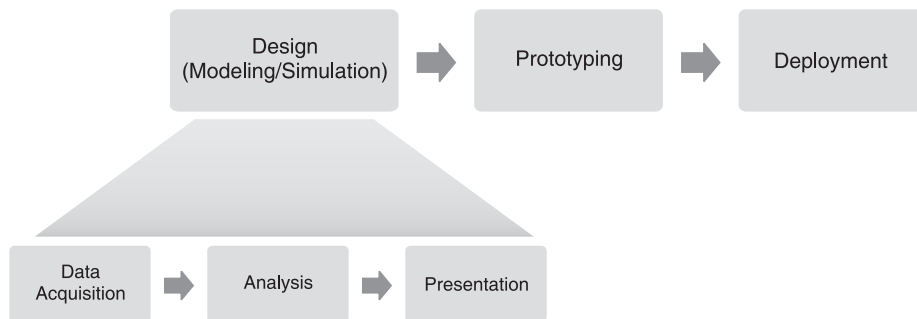 Design
(Modeling/Simulation)
Prototyping
Deployment
Data
Acquisition
Analysis
Presentation